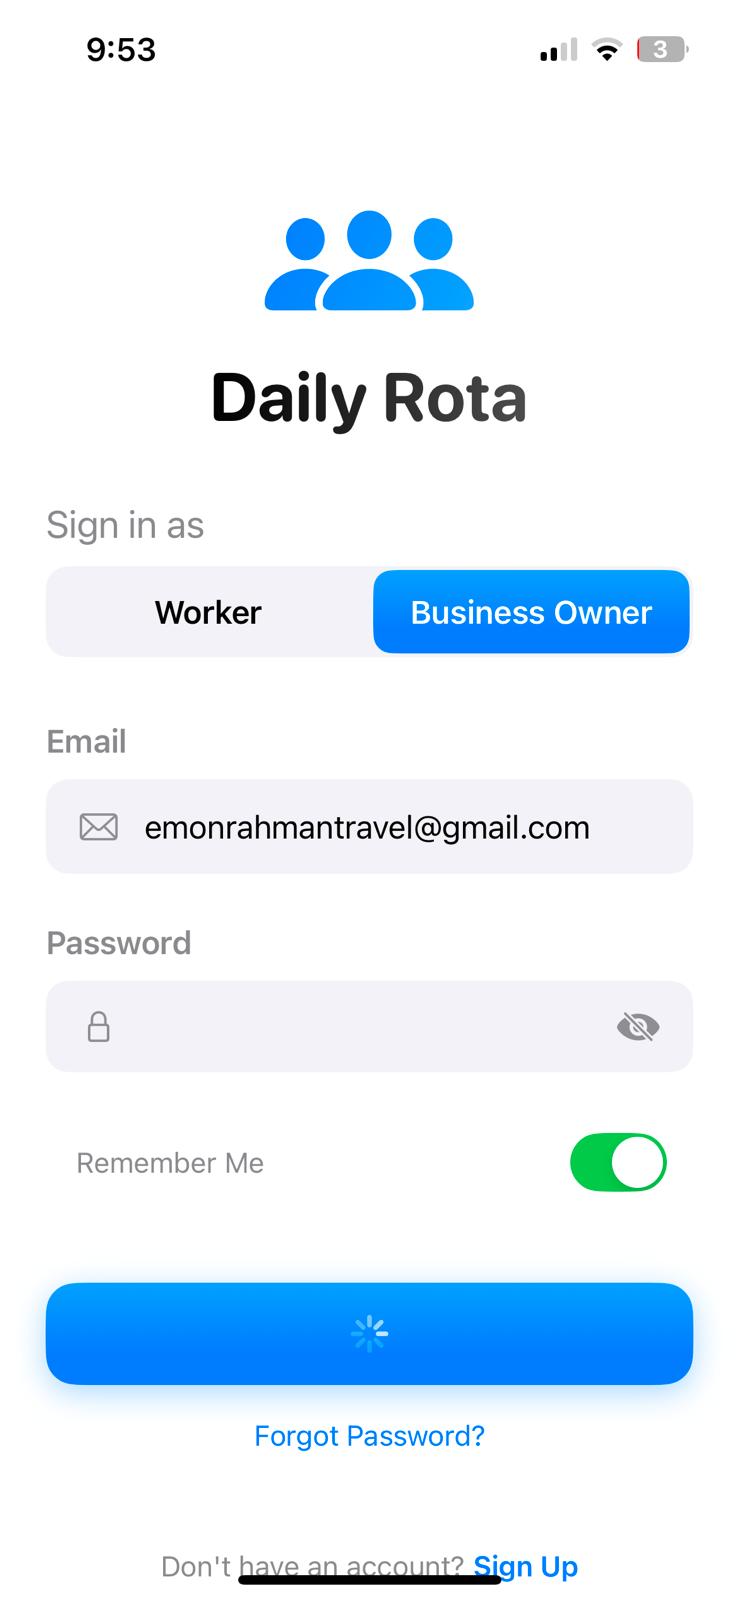 9:53
3
Daily Rota
Sign in as
Worker
Business Owner
Email
emonrahmantravel@gmail.com
Password
Remember Me
Forgot Password?
Don't have an account? Sign Up